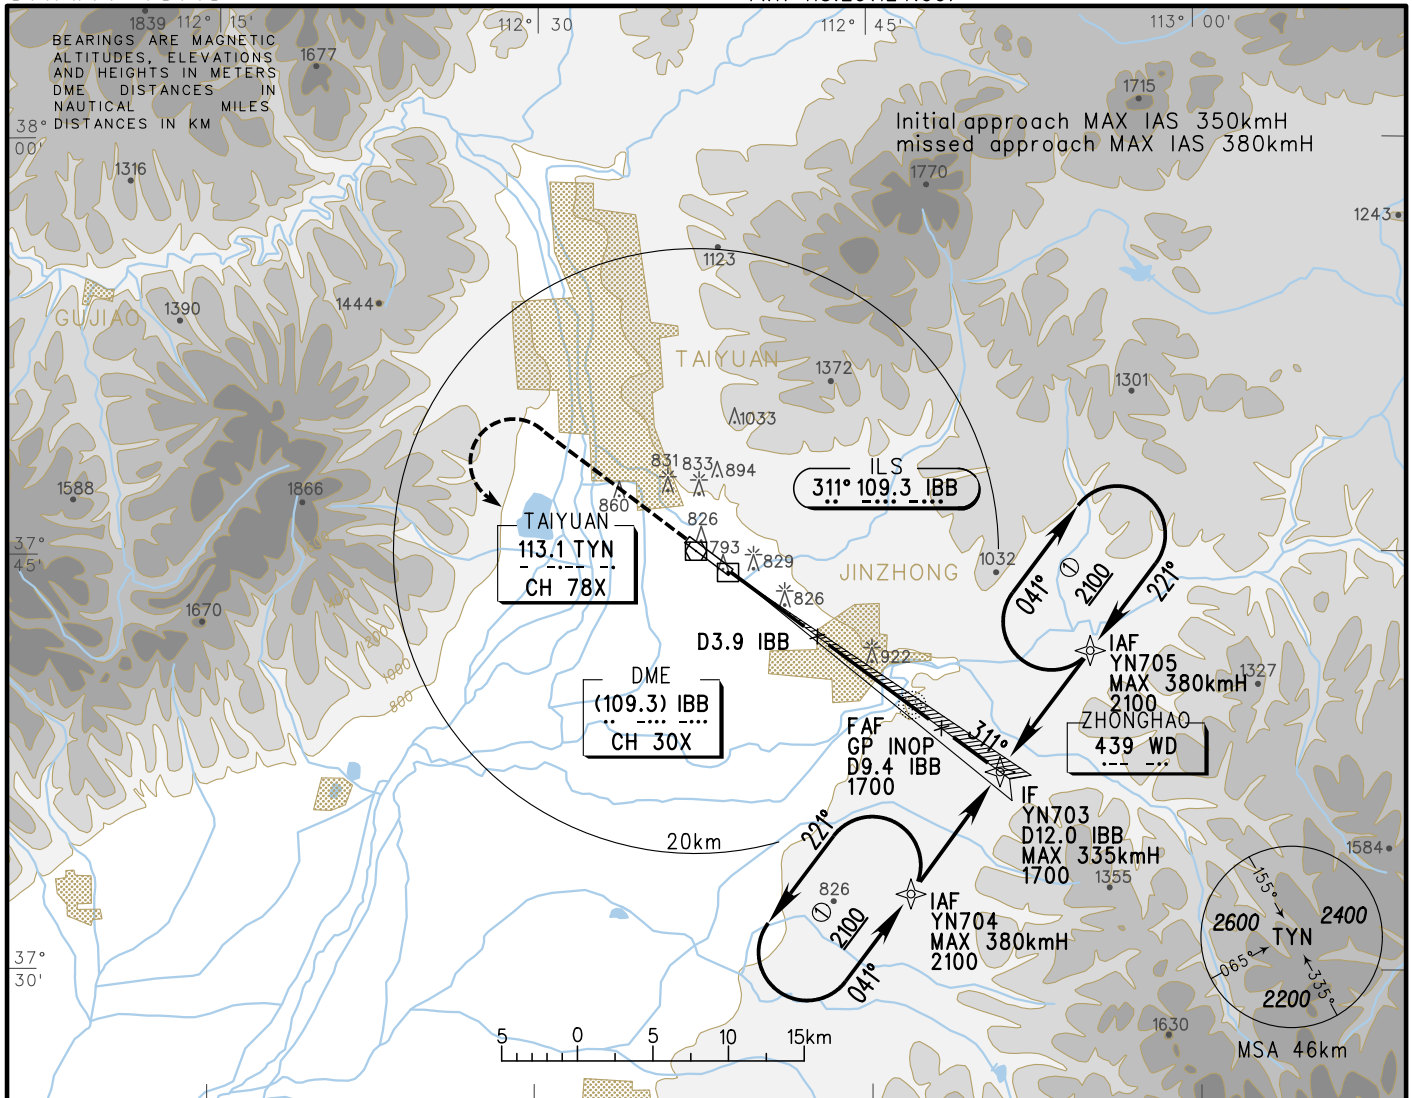 1839
112° 15'
112° 30
112° 45
113° 00'
BEARINGS ARE MAGNETIC
ALTITUDES, ELEVATIONS
AND HEIGHTS IN METERS
DME DISTANCES IN
NAUTICAL MILES
DISTANCES IN KM
1677
1715
38°
00'
Initial approach MAX IAS 350kmH
missed approach MAX IAS 380kmH
1316
1770
1243
1123
1444
1390
GUJIAO
TAIYUAN
1372
1301
1033
831
833
894
ILS
311° 109.3 IBB
1588
1866
860
TAIYUAN
113.1 TYN
CH 78X
826
793
829
37°
45'
1032
JINZHONG
041°
①
2100
221°
826
400
1670
1200
1000
800
D3.9 IBB
922
IAF
YN705
MAX 380kmH
2100
1327
DME
(109.3) IBB
CH 30X
ZHONGHAO
439 WD
FAF
GP INOP
D9.4 IBB
1700
311°
IF
YN703
D12.0 IBB
MAX 335kmH
1700
20km
221°
1584
1355
826
①
2100
041°
IAF
YN704
MAX 380kmH
2100
155°
2600
2400
TYN
065°
335°
2200
MSA 46km
37°
30'
5 0 5 10 15km
1630